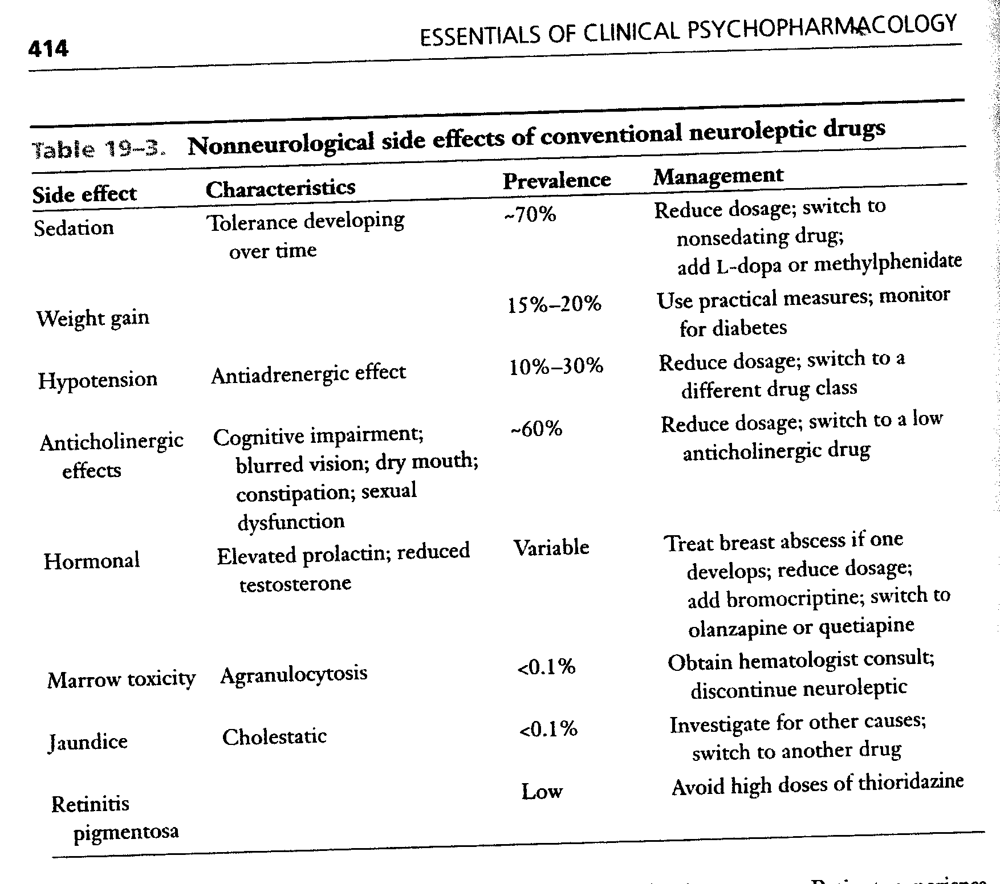 414
ESSENTIALS OF CLINICAL PSYCHOPHARMACOLOGY
Table 19–3. Nonneurological side effects of conventional neuroleptic drugs
Side effect Characteristics Prevalence Management
Sedation Tolerance developing ~70% Reduce dosage; switch to
over time nonsedating drug;
add L-dopa or methylphenidate
Weight gain 15%–20% Use practical measures; monitor
for diabetes
Hypotension Antiadrenergic effect 10%–30% Reduce dosage; switch to a
different drug class
Anticholinergic Cognitive impairment; ~60% Reduce dosage; switch to a low
effects blurred vision; dry mouth; anticholinergic drug
constipation; sexual
dysfunction
Hormonal Elevated prolactin; reduced Variable Treat breast abscess if one
testosterone develops; reduce dosage;
add bromocriptine; switch to
olanzapine or quetiapine
Marrow toxicity Agranulocytosis <0.1% Obtain hematologist consult;
discontinue neuroleptic
Jaundice Cholestatic <0.1% Investigate for other causes;
switch to another drug
Retinitis Low Avoid high doses of thioridazine
pigmentosa